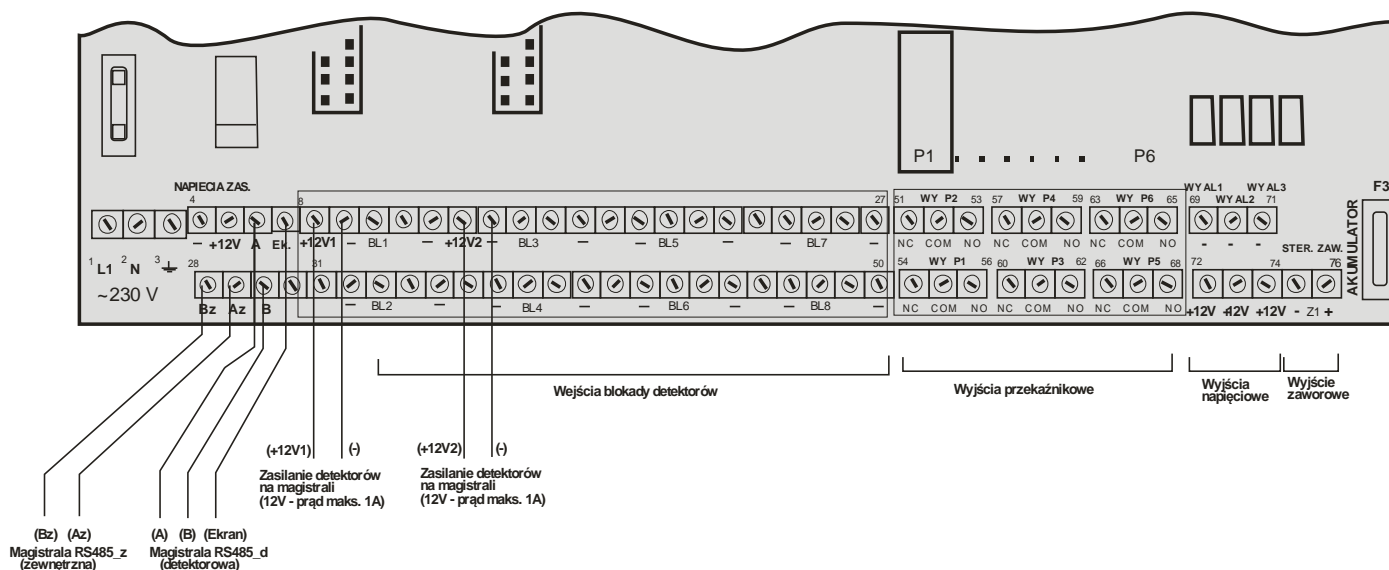 P1 P6
NAPIECIA ZAS.
4 8 27 51 WY P2 53 57 WY P4 59 63 WY P6 65
WY AL1 WY AL3
69 WY AL2 71
F3
- +12V A Ek. +12V1 - BL1 - +12V2 - BL3 - BL5 - - BL7 -
NC COM NO NC COM NO NC COM NO
- - -
STER. ZAW.
AKUMULATOR
1 L1 2 N 3
28 31 50 54 WY P1 56 60 WY P3 62 66 WY P5 68 72 74 76
~230 V
Bz Az B - BL2 - - BL4 - BL6 - - BL8 -
NC COM NO NC COM NO NC COM NO
+12V +12V +12V - Z1 +
Wejścia blokady detektorów
Wyjścia przekaźnikowe
Wyjścia
napięciowe
Wyjście
zaworowe
(+12V1) (-)
Zasilanie detektorów
na magistrali
(12V - prąd maks. 1A)
(+12V2) (-)
Zasilanie detektorów
na magistrali
(12V - prąd maks. 1A)
(Bz) (Az)
Magistrala RS485_z
(zewnętrzna)
(A) (B) (Ekran)
Magistrala RS485_d
(detektorowa)